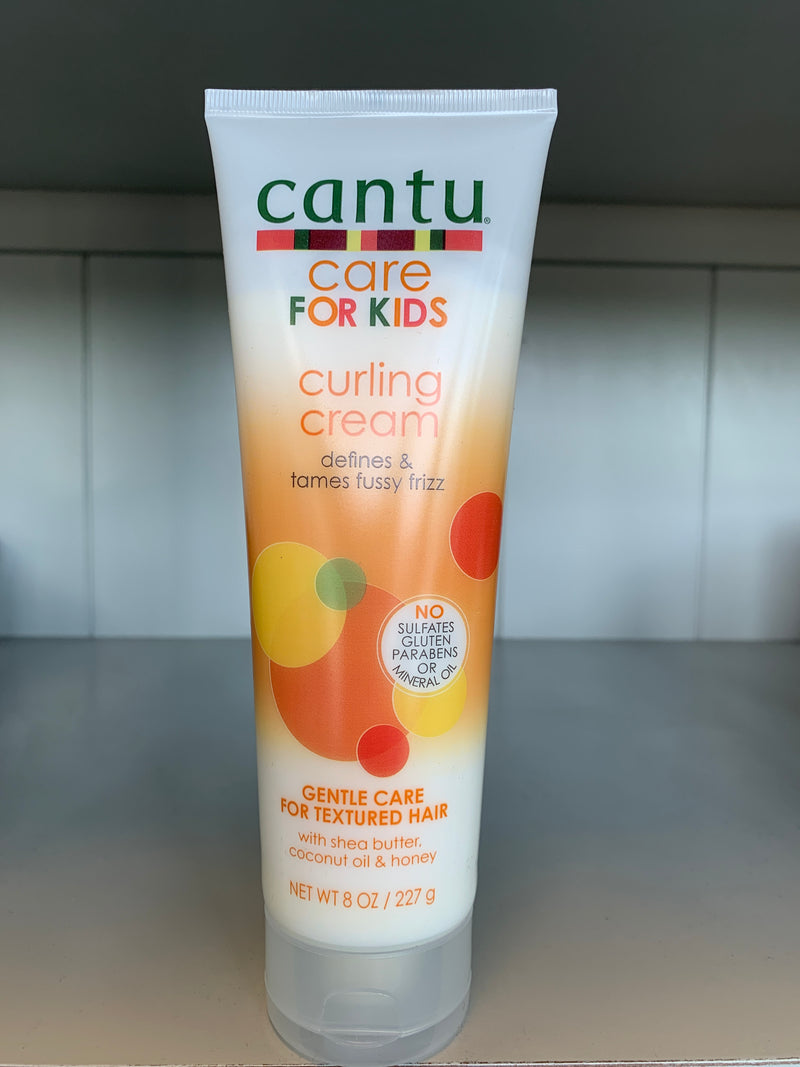 cantu®
care
FOR KIDS
curling
cream
defines &
tames fussy frizz
NO
SULFATES
GLUTEN
PARABENS
OR
MINERAL OIL
GENTLE CARE
FOR TEXTURED HAIR
with shea butter,
coconut oil & honey
NET WT 8 OZ / 227 g